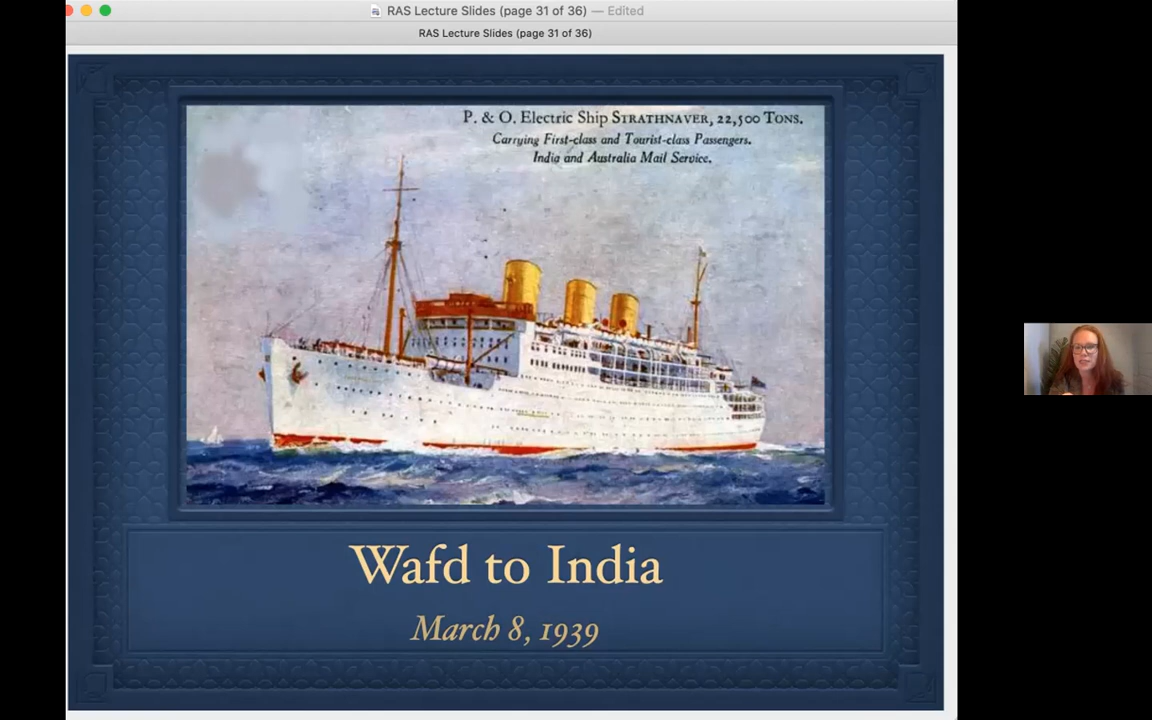 RAS Lecture Slides (page 31 of 36) — Edited
RAS Lecture Slides (page 31 of 36)
P. & O. Electric Ship STRATHNAVER, 22,500 TONS.
Carrying First-class and Tourist-class Passengers.
India and Australia Mail Service.
Wafd to India
March 8, 1939